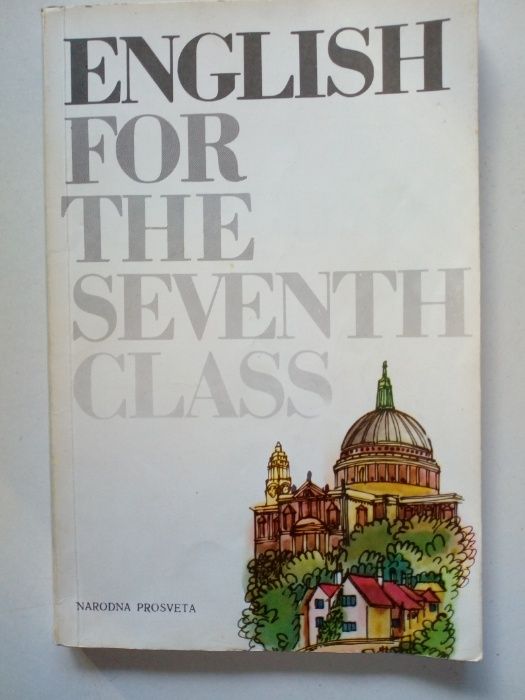 ENGLISH
FOR
THE
SEVENTH
CLASS
NARODNA PROSVETA